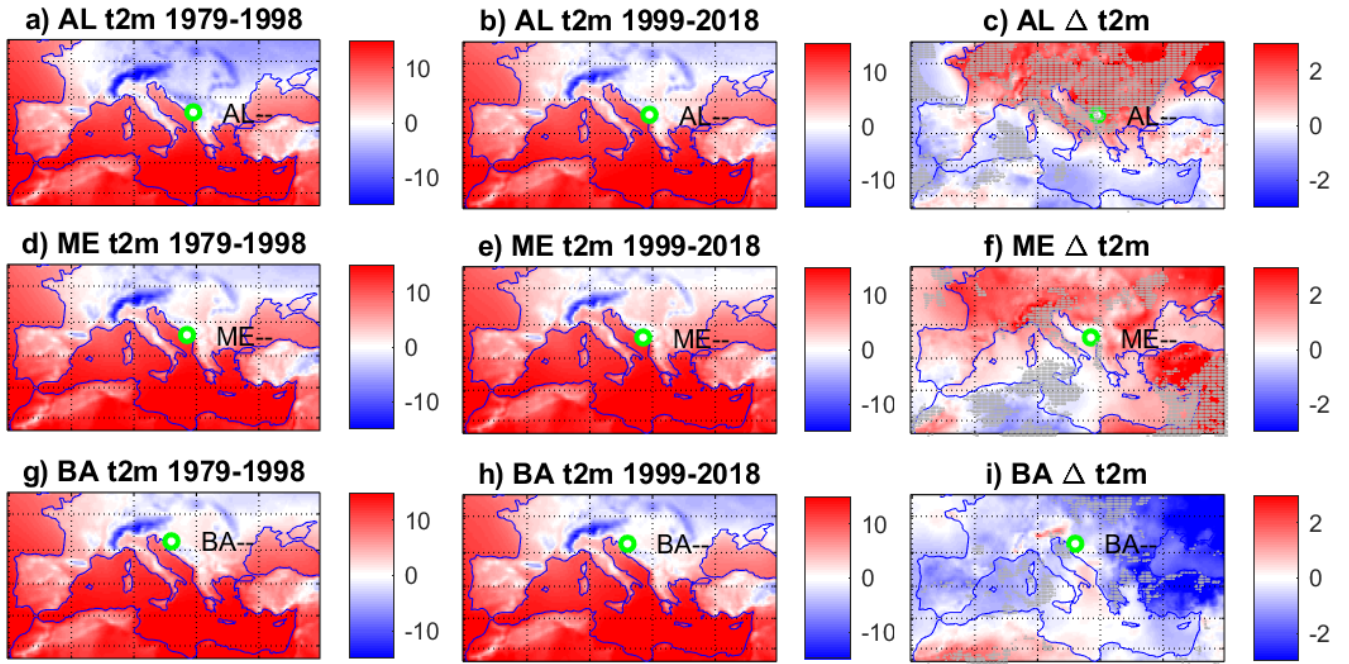 a) AL t2m 1979-1998
b) AL t2m 1999-2018
c) AL Δ t2m
AL--
10
0
-10
AL--
10
0
-10
AL--
2
0
-2
d) ME t2m 1979-1998
e) ME t2m 1999-2018
f) ME Δ t2m
ME--
10
0
-10
ME--
10
0
-10
ME--
2
0
-2
g) BA t2m 1979-1998
h) BA t2m 1999-2018
i) BA Δ t2m
BA--
10
0
-10
BA--
10
0
-10
BA--
2
0
-2